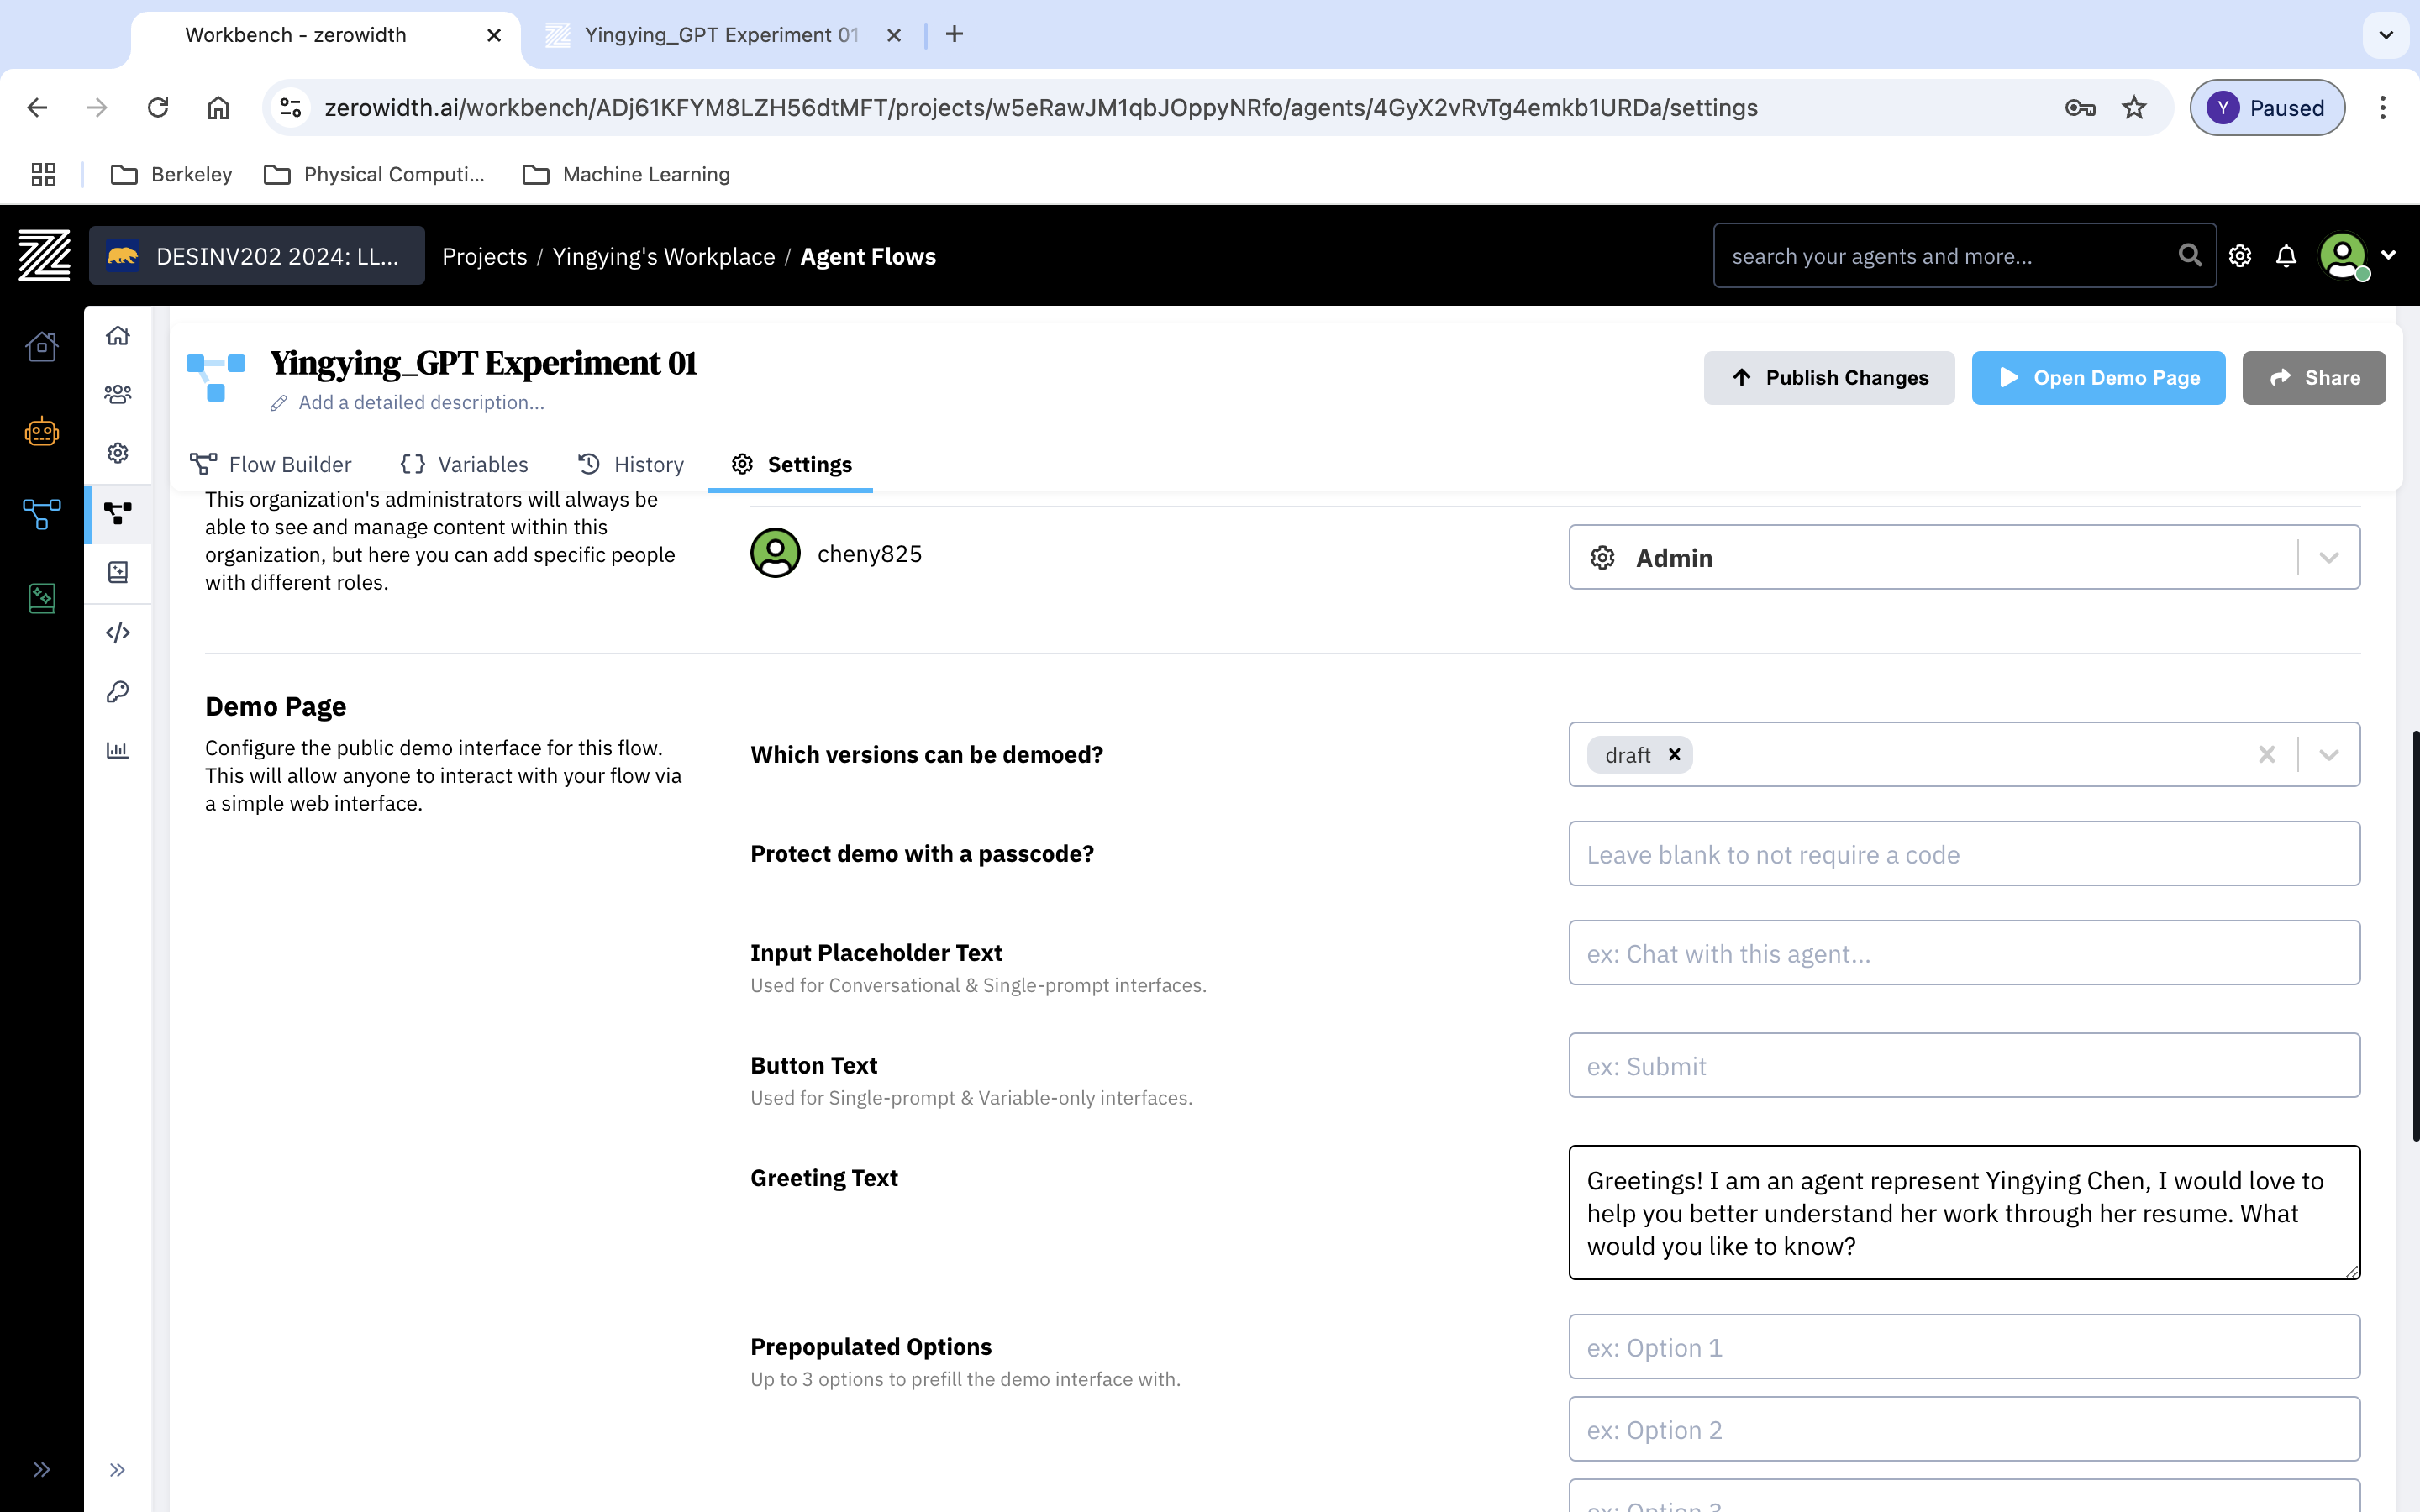 Workbench - zerowidth
Yingying_GPT Experiment 01
zerowidth.ai/workbench/ADj61KFYM8LZH56dtMFT/projects/w5eRawJM1qbJOppyNRfo/agents/4GyX2vRvTg4emkb1URDa/settings
Y Paused
Berkeley
Physical Computi...
Machine Learning
DESINV202 2024: LL...
Projects / Yingying's Workplace / Agent Flows
search your agents and more...
Yingying_GPT Experiment 01
Add a detailed description...
Publish Changes
Open Demo Page
Share
Flow Builder
Variables
History
Settings
This organization's administrators will always be
able to see and manage content within this
organization, but here you can add specific people
with different roles.
cheny825
Admin
Demo Page
Configure the public demo interface for this flow.
This will allow anyone to interact with your flow via
a simple web interface.
Which versions can be demoed?
draft
Protect demo with a passcode?
Leave blank to not require a code
Input Placeholder Text
Used for Conversational & Single-prompt interfaces.
ex: Chat with this agent...
Button Text
Used for Single-prompt & Variable-only interfaces.
ex: Submit
Greeting Text
Greetings! I am an agent represent Yingying Chen, I would love to
help you better understand her work through her resume. What
would you like to know?
Prepopulated Options
Up to 3 options to prefill the demo interface with.
ex: Option 1
ex: Option 2
ex: Option 3